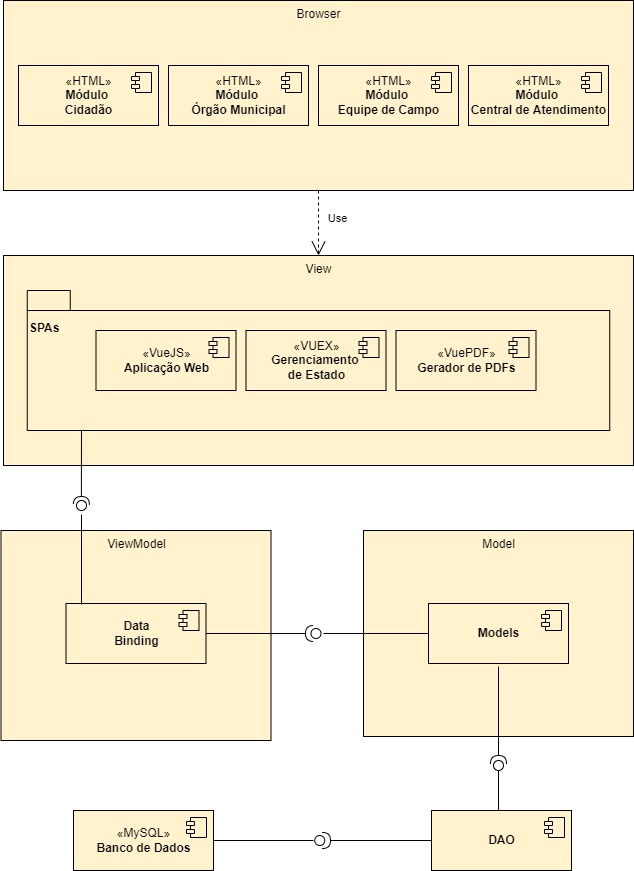 Browser
«HTML»
Módulo
Cidadão
«HTML»
Módulo
Órgão Municipal
«HTML»
Módulo
Equipe de Campo
«HTML»
Módulo
Central de Atendimento
Use
View
SPAs
«VueJS»
Aplicação Web
«VUEX»
Gerenciamento
de Estado
«VuePDF»
Gerador de PDFs
ViewModel
Data
Binding
Model
Models
«MySQL»
Banco de Dados
DAO